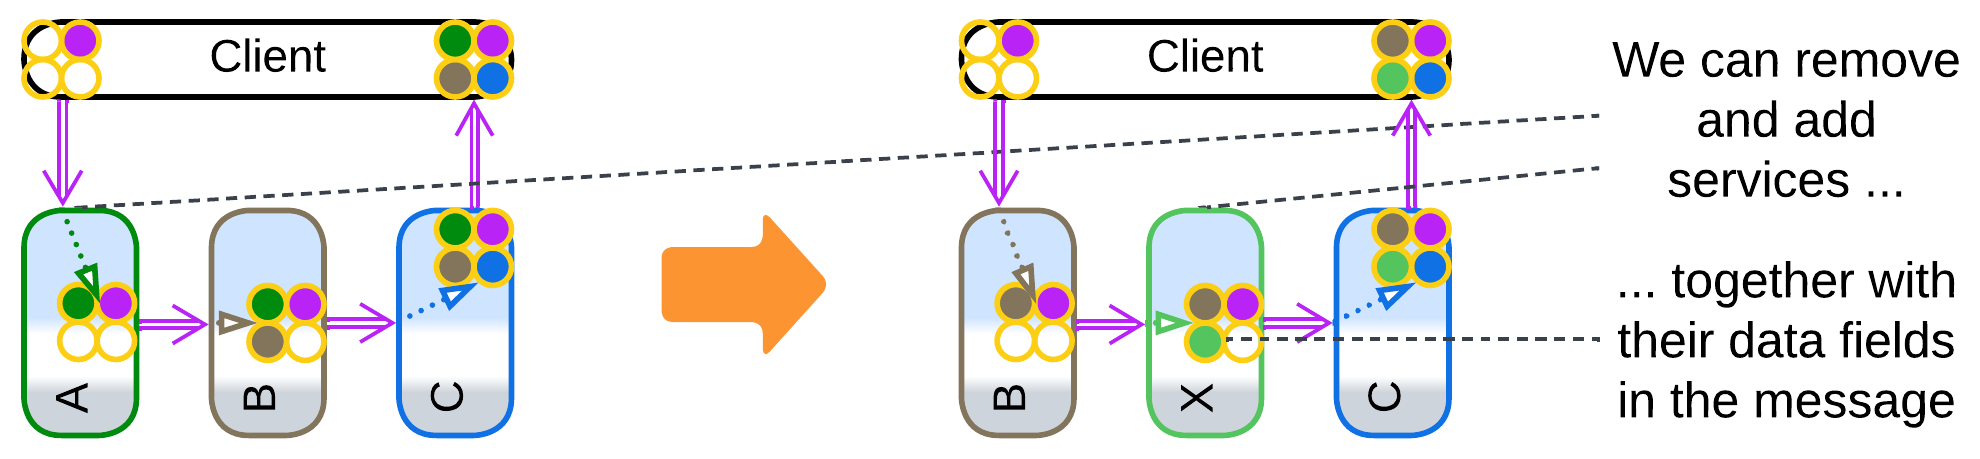 Client
A
B
C
Client
B
X
C
We can remove
and add
services ...
... together with
their data fields
in the message